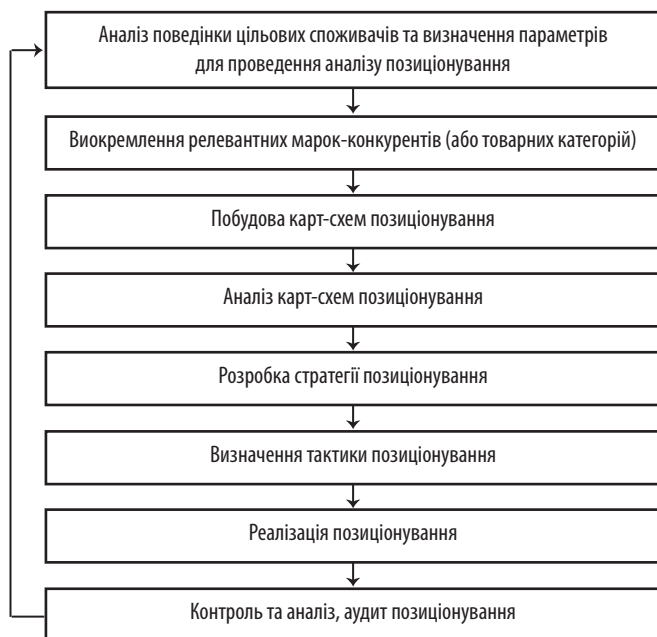 Аналіз поведінки цільових споживачів та визначення параметрів
для проведення аналізу позиціонування
Виокремлення релевантних марок-конкурентів (або товарних категорій)
Побудова карт-схем позиціонування
Аналіз карт-схем позиціонування
Розробка стратегії позиціонування
Визначення тактики позиціонування
Реалізація позиціонування
Контроль та аналіз, аудит позиціонування